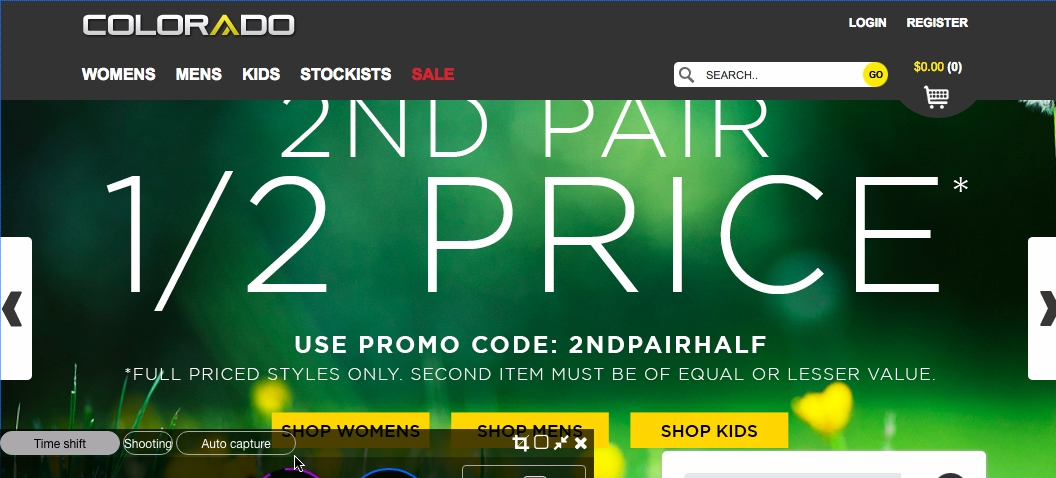 COLORADO
LOGIN REGISTER
WOMENS MENS KIDS STOCKISTS SALE
SEARCH.. GO
$0.00 (0)
2ND PAIR
1/2 PRICE*
USE PROMO CODE: 2NDPAIRHALF
*FULL PRICED STYLES ONLY. SECOND ITEM MUST BE OF EQUAL OR LESSER VALUE.
SHOP WOMENS SHOP MENS SHOP KIDS
Time shift Shooting Auto capture